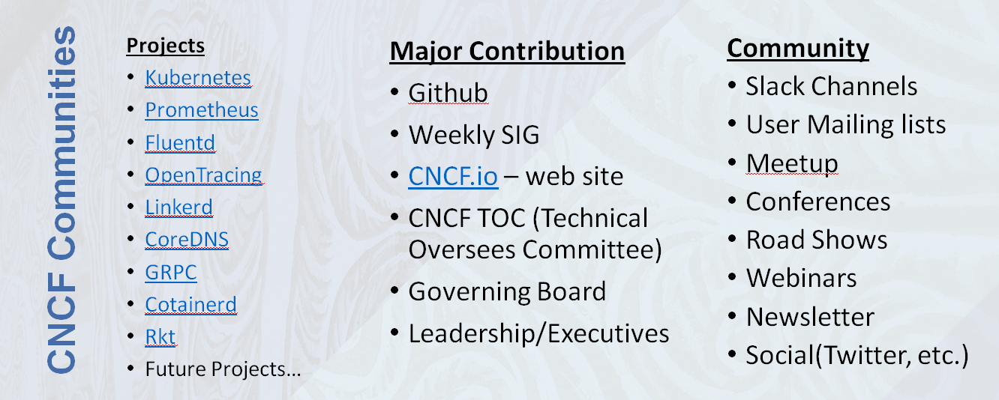 CNCF Communities
Projects
• Kubernetes
• Prometheus
• Fluentd
• OpenTracing
• Linkerd
• CoreDNS
• GRPC
• Cotainerd
• Rkt
• Future Projects...
Major Contribution
• Github
• Weekly SIG
• CNCF.io – web site
• CNCF TOC (Technical
Oversees Committee)
• Governing Board
• Leadership/Executives
Community
• Slack Channels
• User Mailing lists
• Meetup
• Conferences
• Road Shows
• Webinars
• Newsletter
• Social(Twitter, etc.)